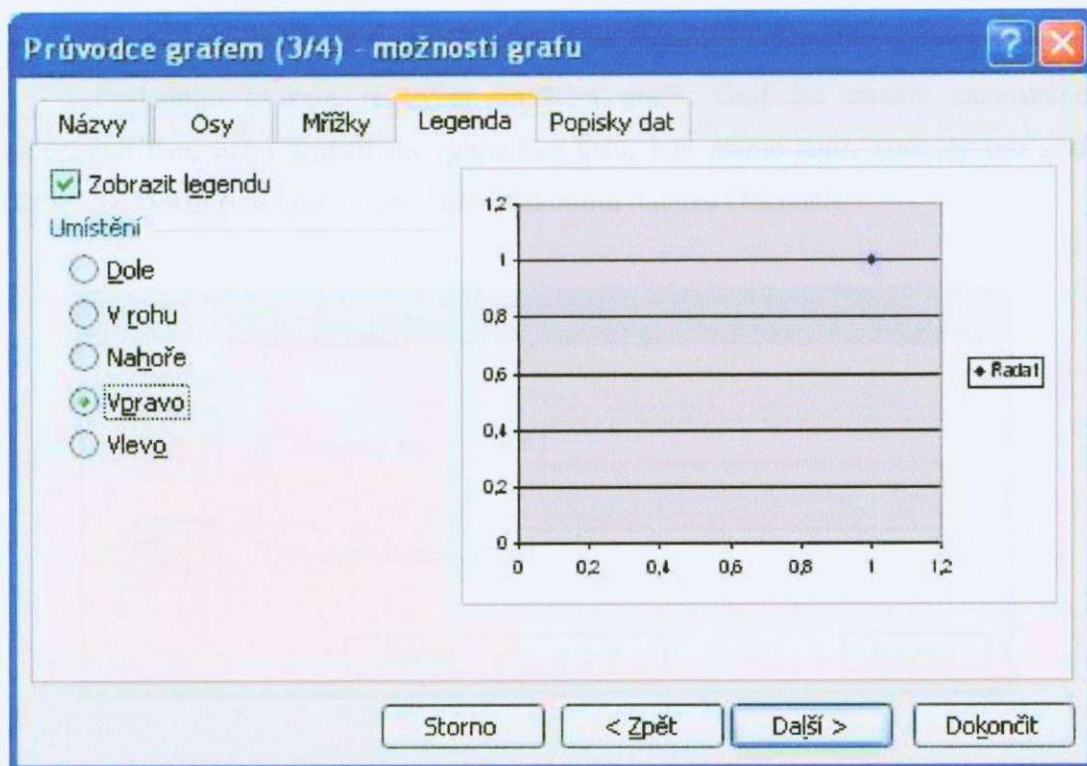 Průvodce grafem (3/4) - možnosti grafu
Názvy Osy Mřížky Legenda Popisky dat
Zobrazit legendu
Umístění
Dole
V rohu
Nahoře
Vpravo
Vlevo
1,2
1
0,8
0,6
0,4
0,2
0
0 0,2 0,4 0,6 0,8 1 1,2
Řada1
Storno < Zpět Další > Dokončit